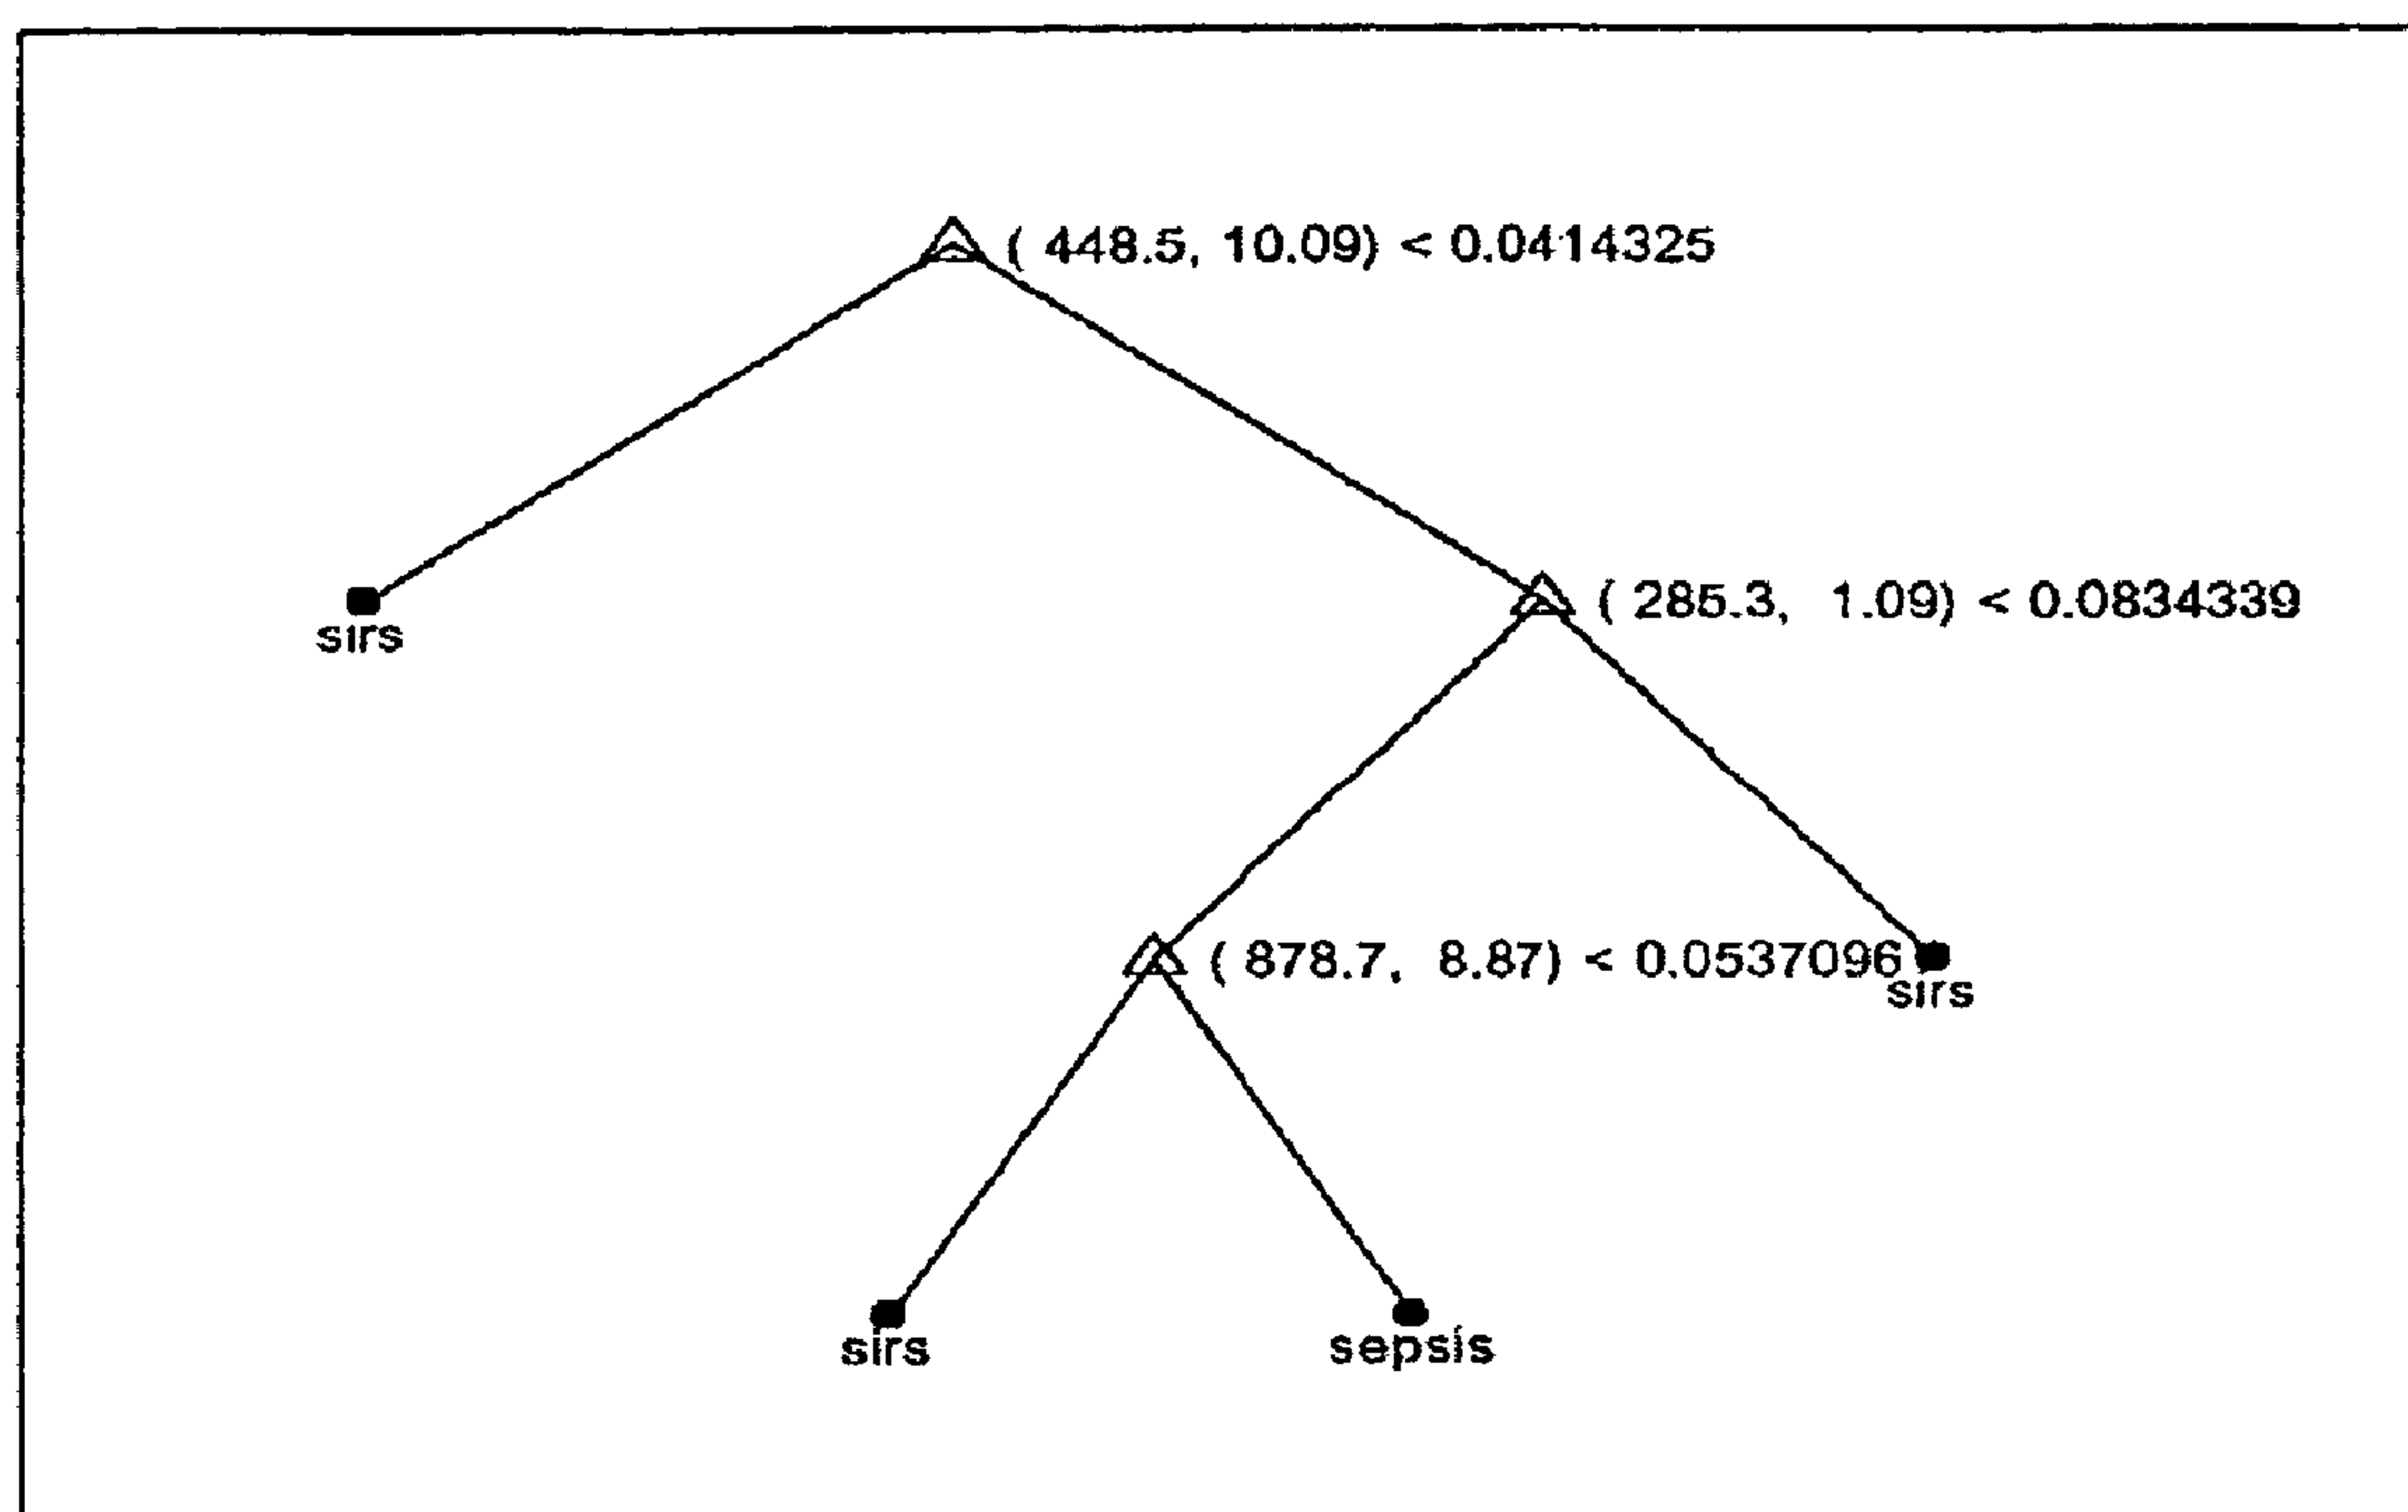 ( 448.5, 10.09) < 0.0414325
( 285.3, 1.09) < 0.0834339
sirs
( 878.7, 8.87) < 0.0537096
sirs
sirs
sepsis